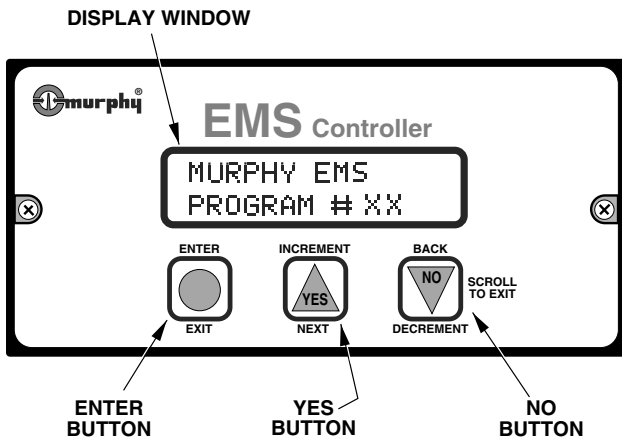 DISPLAY WINDOW
murphy®
EMS Controller
MURPHY EMS
PROGRAM # XX
ENTER
INCREMENT
BACK
YES
NO
SCROLL
TO EXIT
EXIT
NEXT
DECREMENT
ENTER
BUTTON
YES
BUTTON
NO
BUTTON